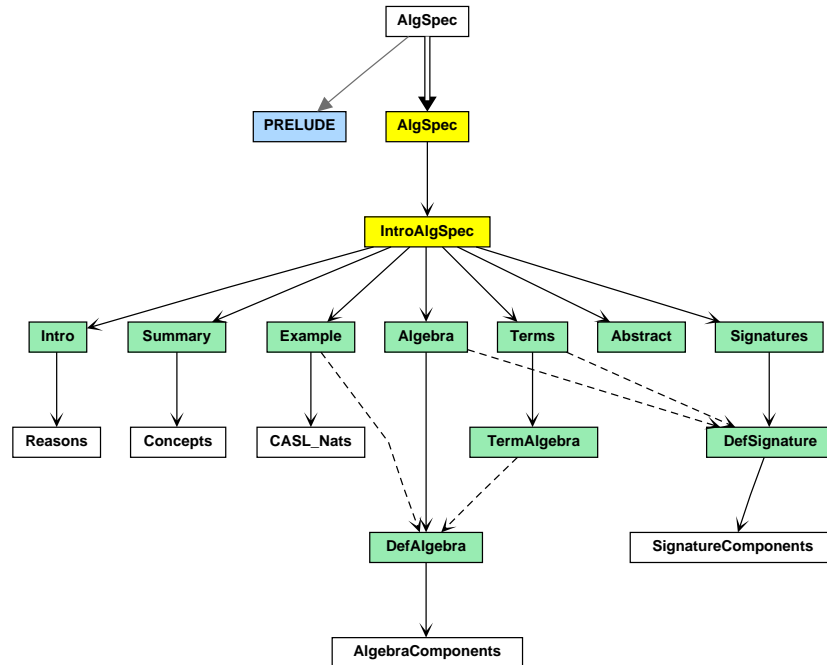 AlgSpec
PRELUDE
AlgSpec
IntroAlgSpec
Intro
Summary
Example
Algebra
Terms
Abstract
Signatures
Reasons
Concepts
CASL_Nats
TermAlgebra
DefSignature
DefAlgebra
SignatureComponents
AlgebraComponents